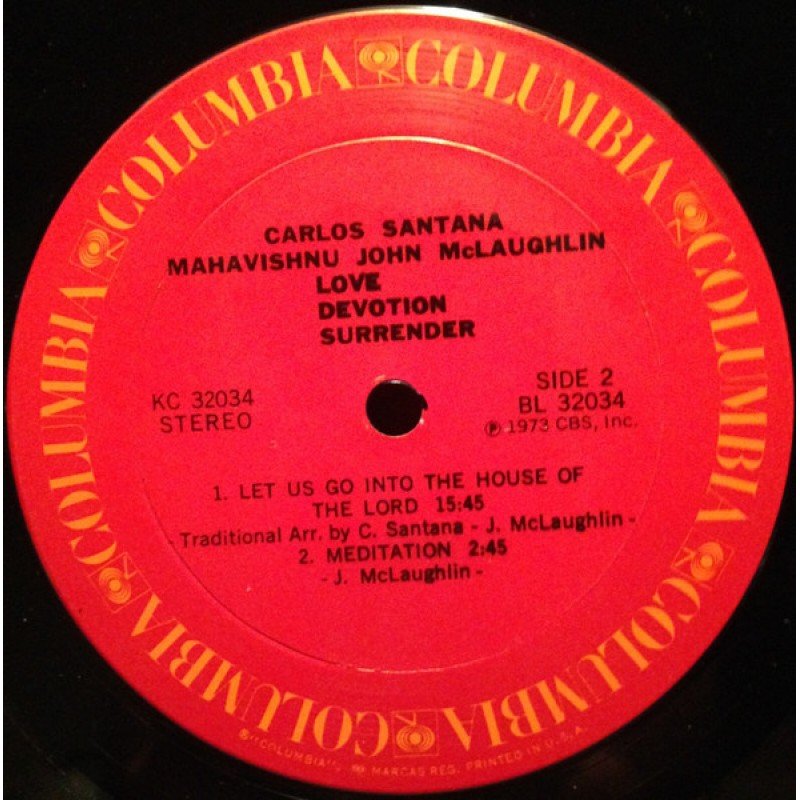 COLUMBIA COLUMBIA COLUMBIA COLUMBIA COLUMBIA COLUMBIA COLUMBIA COLUMBIA
CARLOS SANTANA
MAHAVISHNU JOHN McLAUGHLIN
LOVE
DEVOTION
SURRENDER
KC 32034
STEREO
SIDE 2
BL 32034
℗ 1973 CBS, Inc.
1. LET US GO INTO THE HOUSE OF
THE LORD 15:45
- Traditional Arr. by C. Santana - J. McLaughlin -
2. MEDITATION 2:45
- J. McLaughlin -
"COLUMBIA", MARCAS REG. PRINTED IN U.S.A.